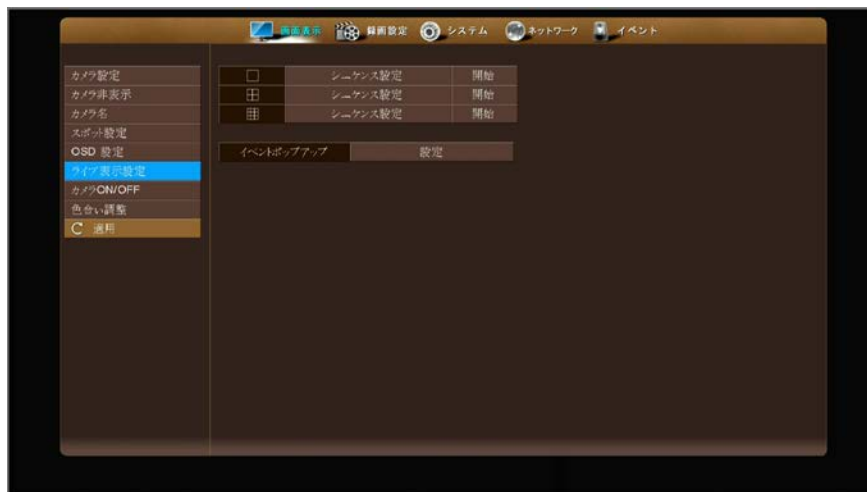 画面表示 録画設定 システム ネットワーク イベント
カメラ設定
カメラ非表示
カメラ名
スポット設定
OSD 設定
ライブ表示設定
カメラON/OFF
色合い調整
適用
シーケンス設定 開始
シーケンス設定 開始
シーケンス設定 開始
イベントポップアップ 設定